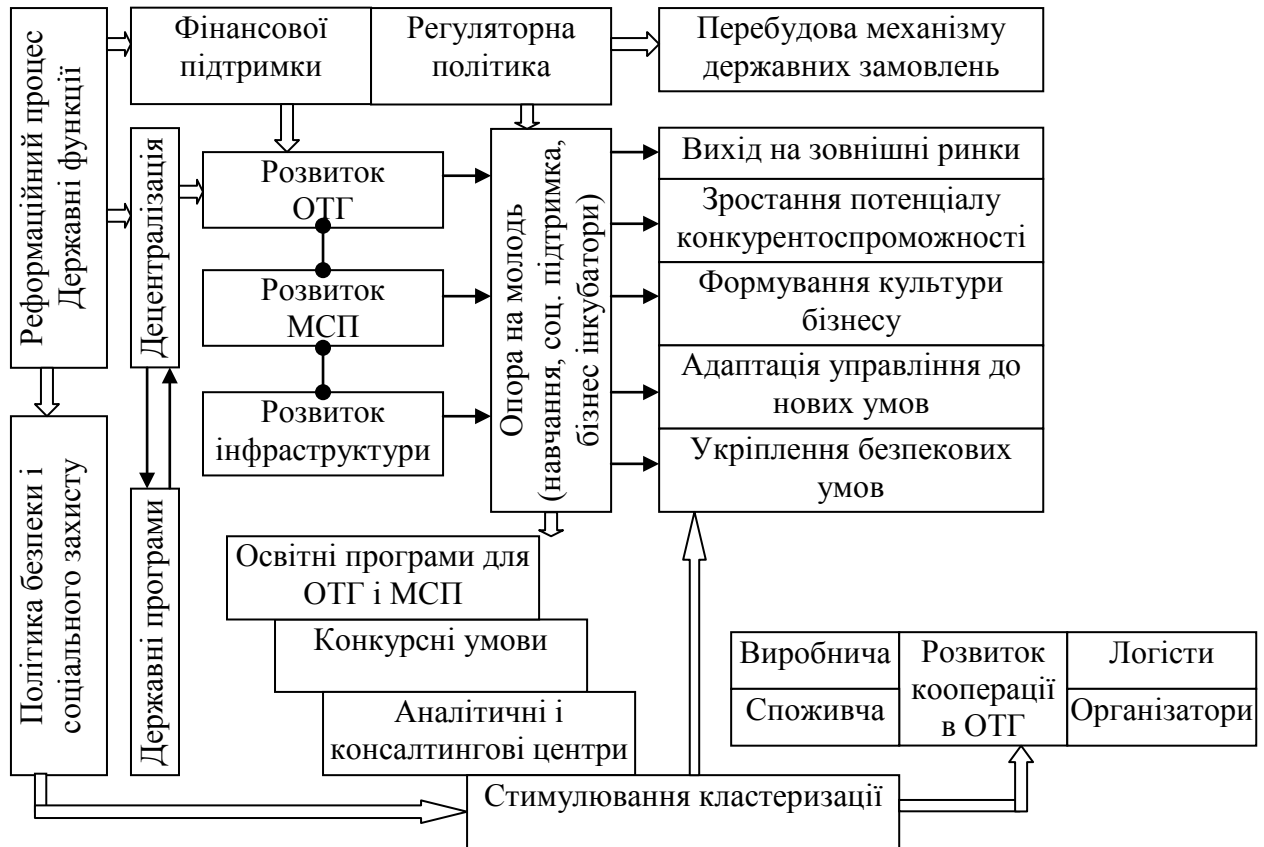 Реформаційний процес
Державні функції
Фінансової
підтримки
Регуляторна
політика
Перебудова механізму
державних замовлень
Децентралізація
Розвиток
ОТГ
Розвиток
МСП
Розвиток
інфраструктури
Опора на молодь
(навчання, соц. підтримка,
бізнес інкубатори)
Вихід на зовнішні ринки
Зростання потенціалу
конкурентоспроможності
Формування культури
бізнесу
Адаптація управління до
нових умов
Укріплення безпекових
умов
Політика безпеки і
соціального захисту
Державні програми
Освітні програми для
ОТГ і МСП
Конкурсні умови
Аналітичні і
консалтингові центри
Виробнича
Споживча
Розвиток
кооперації
в ОТГ
Логісти
Організатори
Стимулювання кластеризації